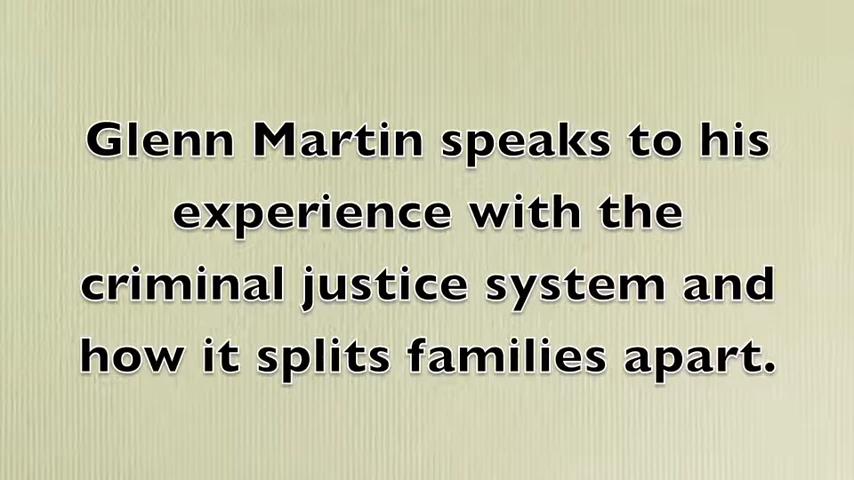 Glenn Martin speaks to his
experience with the
criminal justice system and
how it splits families apart.